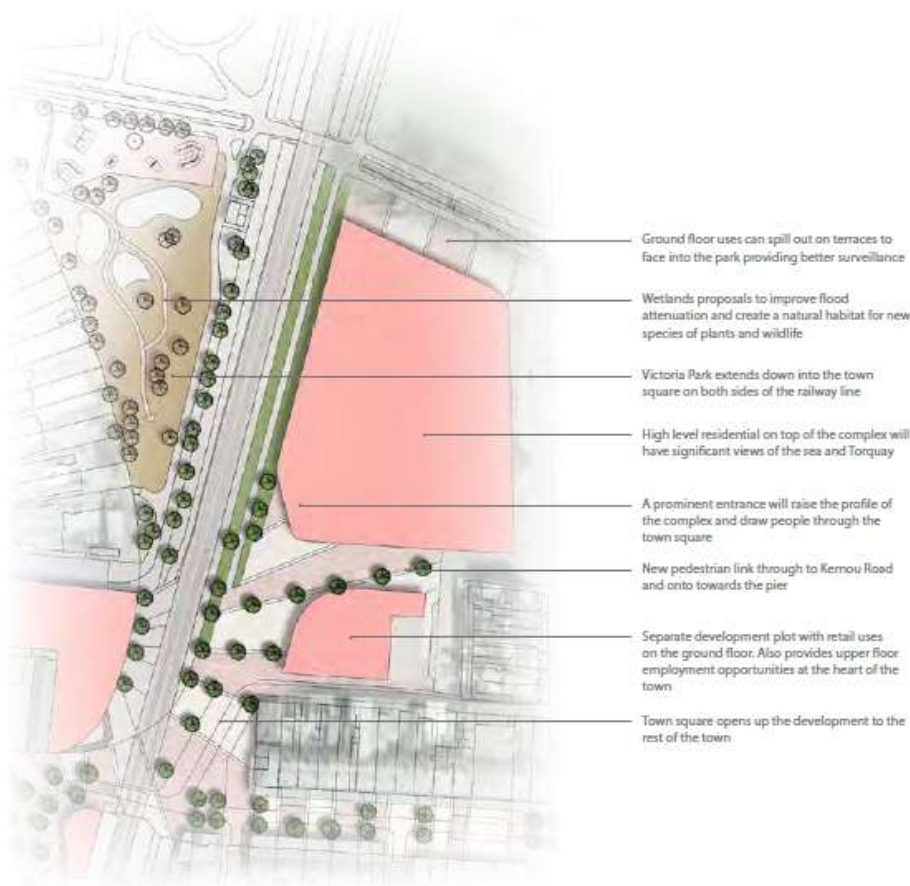 Ground floor uses can spill out on terraces to
face into the park providing better surveillance
Wetlands proposals to improve flood
attenuation and create a natural habitat for new
species of plants and wildlife
Victoria Park extends down into the town
square on both sides of the railway line
High level residential on top of the complex will
have significant views of the sea and Torquay
A prominent entrance will raise the profile of
the complex and draw people through the
town square
New pedestrian link through to Kernou Road
and onto towards the pier
Separate development plot with retail uses
on the ground floor. Also provides upper floor
employment opportunities at the heart of the
town
Town square opens up the development to the
rest of the town